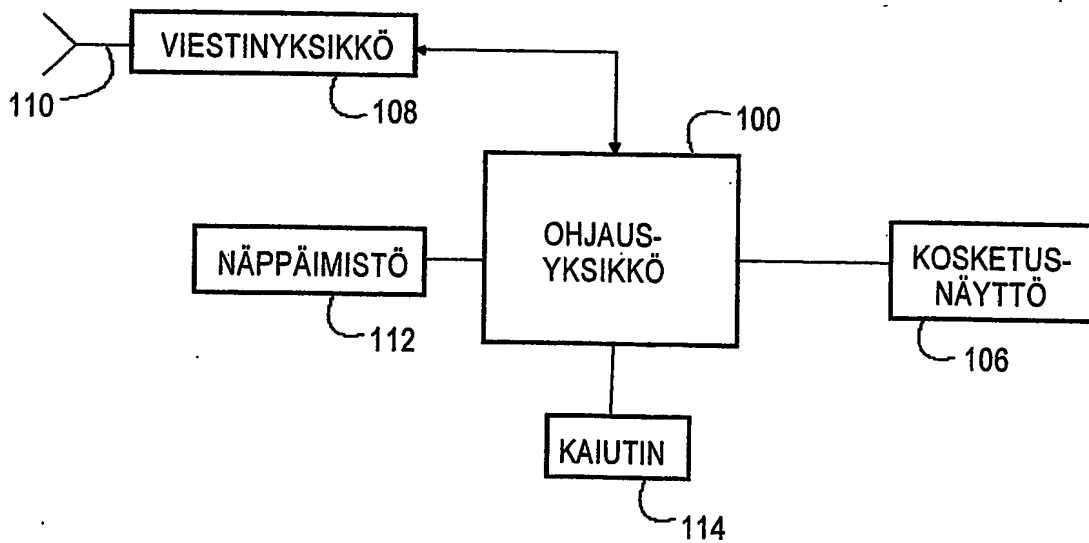 VIESTINYKSIKKÖ
110
108
100
OHJAUS-
YKSIKKÖ
NÄPPÄIMISTÖ
112
KOSKETUS-
NÄYTTÖ
106
KAIUTIN
114